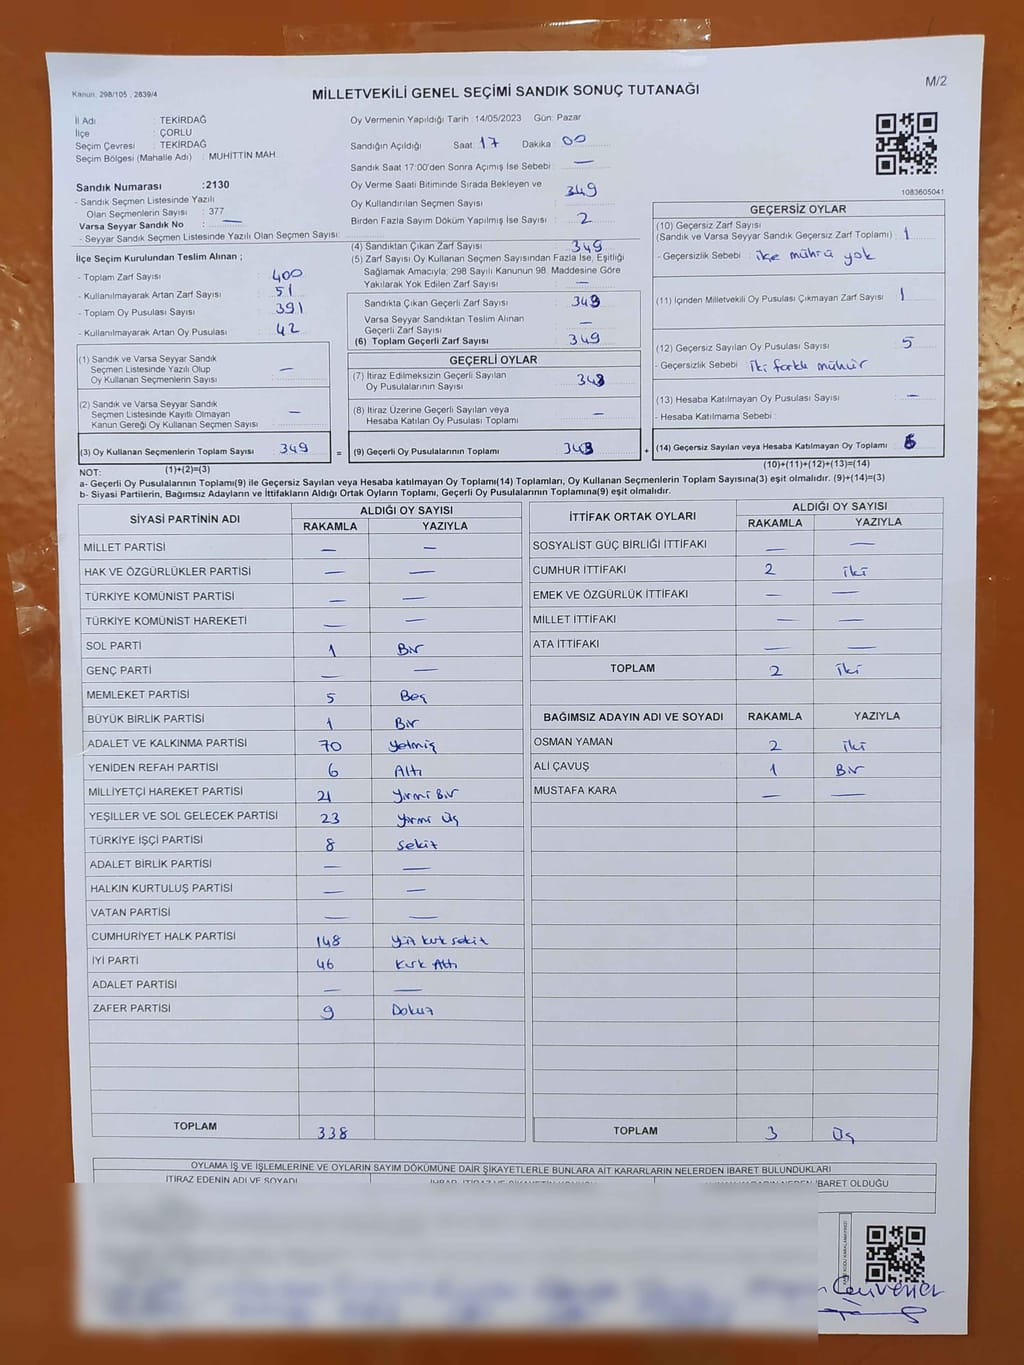 Kanun: 298/105, 2839/4
MİLLETVEKİLİ GENEL SEÇİMİ SANDIK SONUÇ TUTANAĞI
M/2
İl Adı : TEKİRDAĞ
İlçe : ÇORLU
Seçim Çevresi : TEKİRDAĞ
Seçim Bölgesi (Mahalle Adı) : MUHİTTİN MAH.
Sandık Numarası :2130
- Sandık Seçmen Listesinde Yazılı
Olan Seçmenlerin Sayısı : 377
Varsa Seyyar Sandık No : —
- Seyyar Sandık Seçmen Listesinde Yazılı Olan Seçmen Sayısı:
Oy Vermenin Yapıldığı Tarih :14/05/2023 Gün: Pazar
Sandığın Açıldığı Saat: 17 Dakika : 00
Sandık Saat 17:00'den Sonra Açımış İse Sebebi : —
Oy Verme Saati Bitiminde Sırada Bekleyen ve
Oy Kullandırılan Seçmen Sayısı : 349
Birden Fazla Sayım Döküm Yapılmış İse Sayısı : 2
1083605041
İlçe Seçim Kurulundan Teslim Alınan ;
- Toplam Zarf Sayısı : 400
- Kullanılmayarak Artan Zarf Sayısı : 51
- Toplam Oy Pusulası Sayısı : 391
- Kullanılmayarak Artan Oy Pusulası : 42
(1) Sandık ve Varsa Seyyar Sandık
Seçmen Listesinde Yazılı Olup
Oy Kullanan Seçmenlerin Sayısı : —
(2) Sandık ve Varsa Seyyar Sandık
Seçmen Listesinde Kayıtlı Olmayan
Kanun Gereği Oy Kullanan Seçmen Sayısı : —
(3) Oy Kullanan Seçmenlerin Toplam Sayısı : 349
(1)+(2)=(3)
(4) Sandıktan Çıkan Zarf Sayısı : 349
(5) Zarf Sayısı Oy Kullanan Seçmen Sayısından Fazla İse, Eşitliği
Sağlamak Amacıyla; 298 Sayılı Kanunun 98. Maddesine Göre
Yakılarak Yok Edilen Zarf Sayısı : —
Sandıkta Çıkan Geçerli Zarf Sayısı : 349
Varsa Seyyar Sandıktan Teslim Alınan
Geçerli Zarf Sayısı : —
(6) Toplam Geçerli Zarf Sayısı : 349
GEÇERLİ OYLAR
(7) İtiraz Edilmeksizin Geçerli Sayılan
Oy Pusulalarının Sayısı : 343
(8) İtiraz Üzerine Geçerli Sayılan veya
Hesaba Katılan Oy Pusulası Toplamı : —
= (9) Geçerli Oy Pusulalarının Toplamı : 343
GEÇERSİZ OYLAR
(10) Geçersiz Zarf Sayısı
(Sandık ve Varsa Seyyar Sandık Geçersiz Zarf Toplamı) : 1
- Geçersizlik Sebebi : ilçe mührü yok
(11) İçinden Milletvekili Oy Pusulası Çıkmayan Zarf Sayısı : 1
(12) Geçersiz Sayılan Oy Pusulası Sayısı : 5
- Geçersizlik Sebebi : iki farklı mühür
(13) Hesaba Katılmayan Oy Pusulası Sayısı : —
- Hesaba Katılmama Sebebi :
+ (14) Geçersiz Sayılan veya Hesaba Katılmayan Oy Toplamı :
(10)+(11)+(12)+(13)=(14)
NOT:
a- Geçerli Oy Pusulalarının Toplamı(9) ile Geçersiz Sayılan veya Hesaba katılmayan Oy Toplamı(14) Toplamları, Oy Kullanan Seçmenlerin Toplam Sayısına(3) eşit olmalıdır. (9)+(14)=(3)
b- Siyasi Partilerin, Bağımsız Adayların ve İttifakların Aldığı Ortak Oyların Toplamı, Geçerli Oy Pusulalarının Toplamına(9) eşit olmalıdır.
SİYASİ PARTİNİN ADI ALDIĞI OY SAYISI
RAKAMLA YAZIYLA
MİLLET PARTİSİ — —
HAK VE ÖZGÜRLÜKLER PARTİSİ — —
TÜRKİYE KOMÜNİST PARTİSİ — —
TÜRKİYE KOMÜNİST HAREKETİ — —
SOL PARTİ 1 Bir
GENÇ PARTİ — —
MEMLEKET PARTİSİ 5 Beş
BÜYÜK BİRLİK PARTİSİ 1 Bir
ADALET VE KALKINMA PARTİSİ 70 yetmiş
YENİDEN REFAH PARTİSİ 6 Altı
MİLLİYETÇİ HAREKET PARTİSİ 21 Yirmi Bir
YEŞİLLER VE SOL GELECEK PARTİSİ 23 Yirmi Üç
TÜRKİYE İŞÇİ PARTİSİ 8 Sekiz
ADALET BİRLİK PARTİSİ — —
HALKIN KURTULUŞ PARTİSİ — —
VATAN PARTİSİ — —
CUMHURİYET HALK PARTİSİ 148 yüz kırk sekiz
İYİ PARTİ 46 Kırk Altı
ADALET PARTİSİ — —
ZAFER PARTİSİ 9 Dokuz
TOPLAM 338
İTTİFAK ORTAK OYLARI ALDIĞI OY SAYISI
RAKAMLA YAZIYLA
SOSYALİST GÜÇ BİRLİĞİ İTTİFAKI — —
CUMHUR İTTİFAKI 2 iki
EMEK VE ÖZGÜRLÜK İTTİFAKI — —
MİLLET İTTİFAKI — —
ATA İTTİFAKI — —
TOPLAM 2 iki
BAĞIMSIZ ADAYIN ADI VE SOYADI RAKAMLA YAZIYLA
OSMAN YAMAN 2 iki
ALİ ÇAVUŞ 1 Bir
MUSTAFA KARA — —
TOPLAM 3 Üç
OYLAMA İŞ VE İŞLEMLERİNE VE OYLARIN SAYIM DÖKÜMÜNE DAİR ŞİKAYETLERLE BUNLARA AİT KARARLARIN NELERDEN İBARET BULUNDUKLARI
İTİRAZ EDENİN ADI VE SOYADI
İBARET OLDUĞU